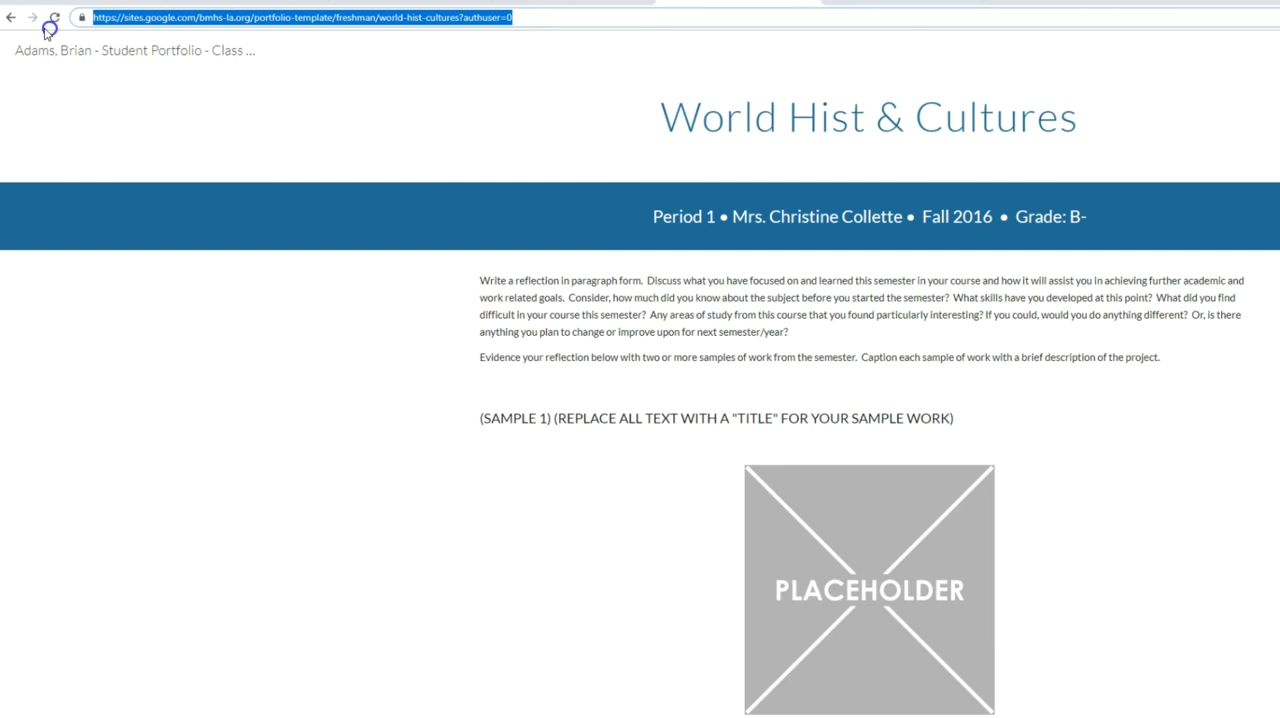 https://sites.google.com/bmhs-la.org/portfolio-template/freshman/world-hist-cultures?authuser=0
Adams, Brian - Student Portfolio - Class ...
World Hist & Cultures
Period 1 • Mrs. Christine Collette • Fall 2016 • Grade: B-
Write a reflection in paragraph form. Discuss what you have focused on and learned this semester in your course and how it will assist you in achieving further academic and
work related goals. Consider, how much did you know about the subject before you started the semester? What skills have you developed at this point? What did you find
difficult in your course this semester? Any areas of study from this course that you found particularly interesting? If you could, would you do anything different? Or, is there
anything you plan to change or improve upon for next semester/year?
Evidence your reflection below with two or more samples of work from the semester. Caption each sample of work with a brief description of the project.
(SAMPLE 1) (REPLACE ALL TEXT WITH A "TITLE" FOR YOUR SAMPLE WORK)
PLACEHOLDER